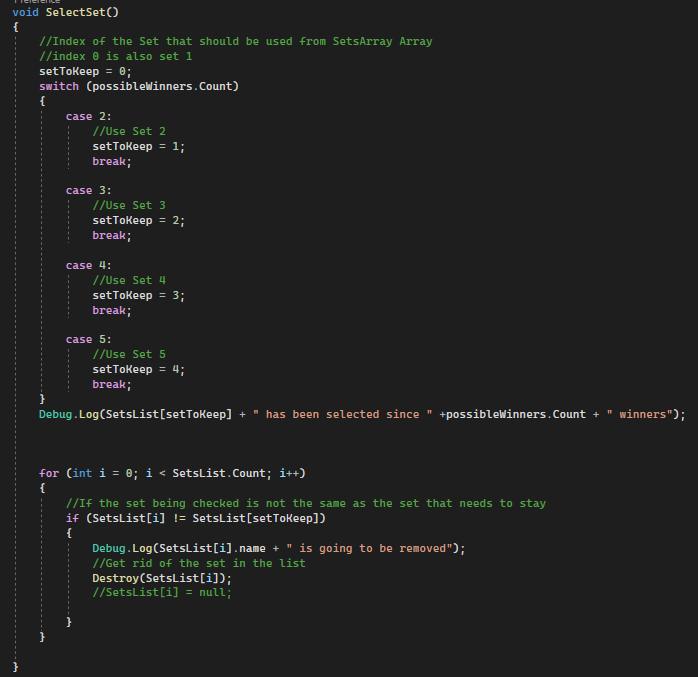 void SelectSet()
{
//Index of the Set that should be used from SetsArray Array
//index 0 is also set 1
setToKeep = 0;
switch (possibleWinners.Count)
{
case 2:
//Use Set 2
setToKeep = 1;
break;
case 3:
//Use Set 3
setToKeep = 2;
break;
case 4:
//Use Set 4
setToKeep = 3;
break;
case 5:
//Use Set 5
setToKeep = 4;
break;
}
Debug.Log(SetsList[setToKeep] + " has been selected since " +possibleWinners.Count + " winners");
for (int i = 0; i < SetsList.Count; i++)
{
//If the set being checked is not the same as the set that needs to stay
if (SetsList[i] != SetsList[setToKeep])
{
Debug.Log(SetsList[i].name + " is going to be removed");
//Get rid of the set in the list
Destroy(SetsList[i]);
//SetsList[i] = null;
}
}
}